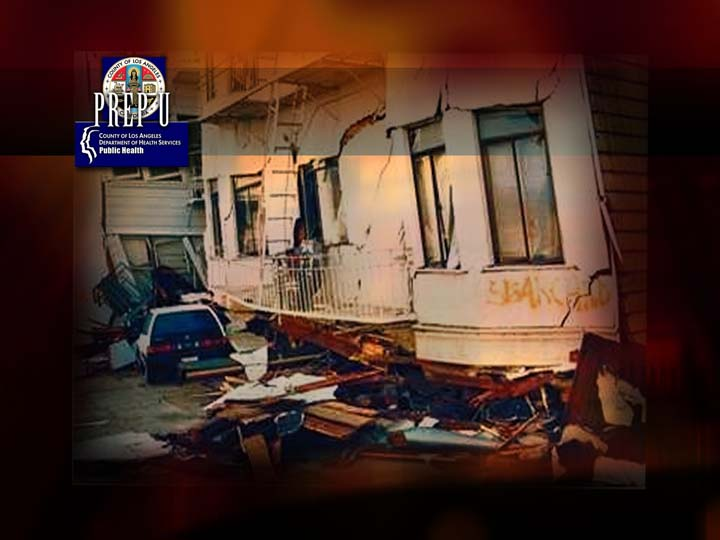 COUNTY OF LOS ANGELES
PREP U
COUNTY OF LOS ANGELES
DEPARTMENT OF HEALTH SERVICES
Public Health